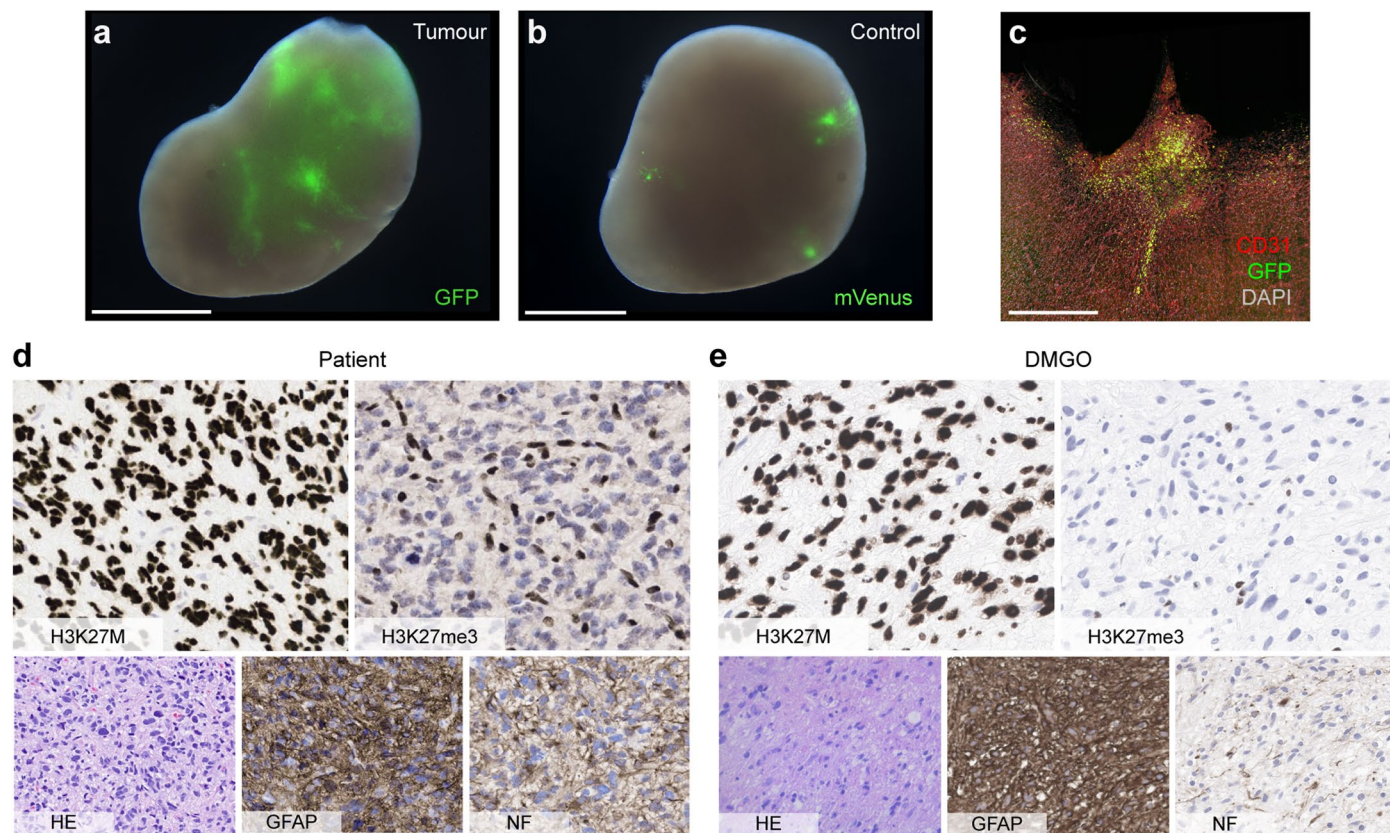 a
Tumour
GFP
b
Control
mVenus
c
CD31
GFP
DAPI
d
Patient
H3K27M
H3K27me3
HE
GFAP
NF
e
DMGO
H3K27M
H3K27me3
HE
GFAP
NF